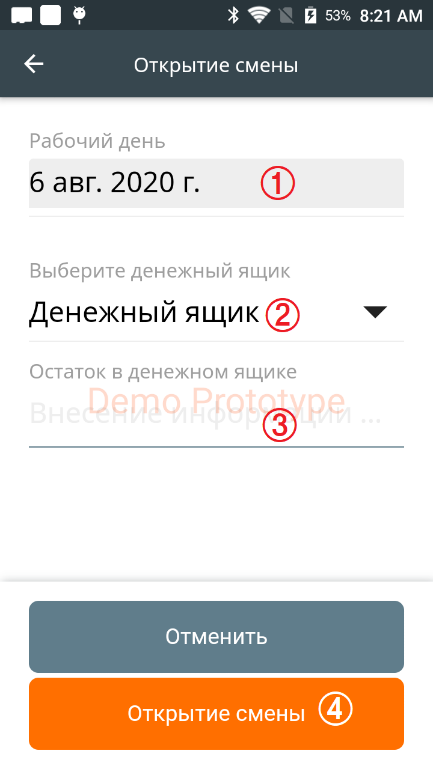 53% 8:21 AM
Открытие смены
Рабочий день
6 авг. 2020 г. 1
Выберите денежный ящик
Денежный ящик 2
Остаток в денежном ящике
Demo Prototype
Внесение информации ...
3
Отменить
Открытие смены 4